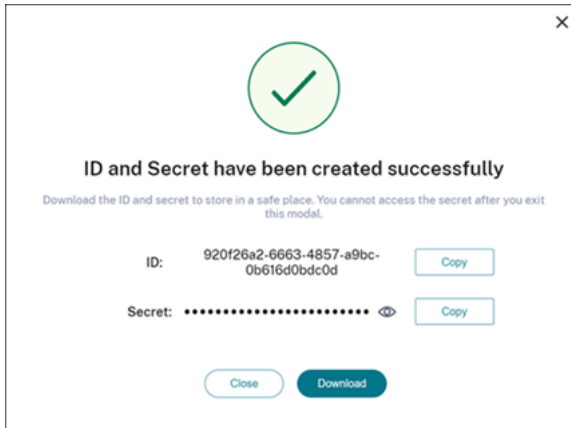 ID and Secret have been created successfully
Download the ID and secret to store in a safe place. You cannot access the secret after you exit
this modal.
ID:
920f26a2-6663-4857-a9bc-
0b616d0bdc0d
Copy
Secret: ••••••••••••••••••••••••
Copy
Close
Download